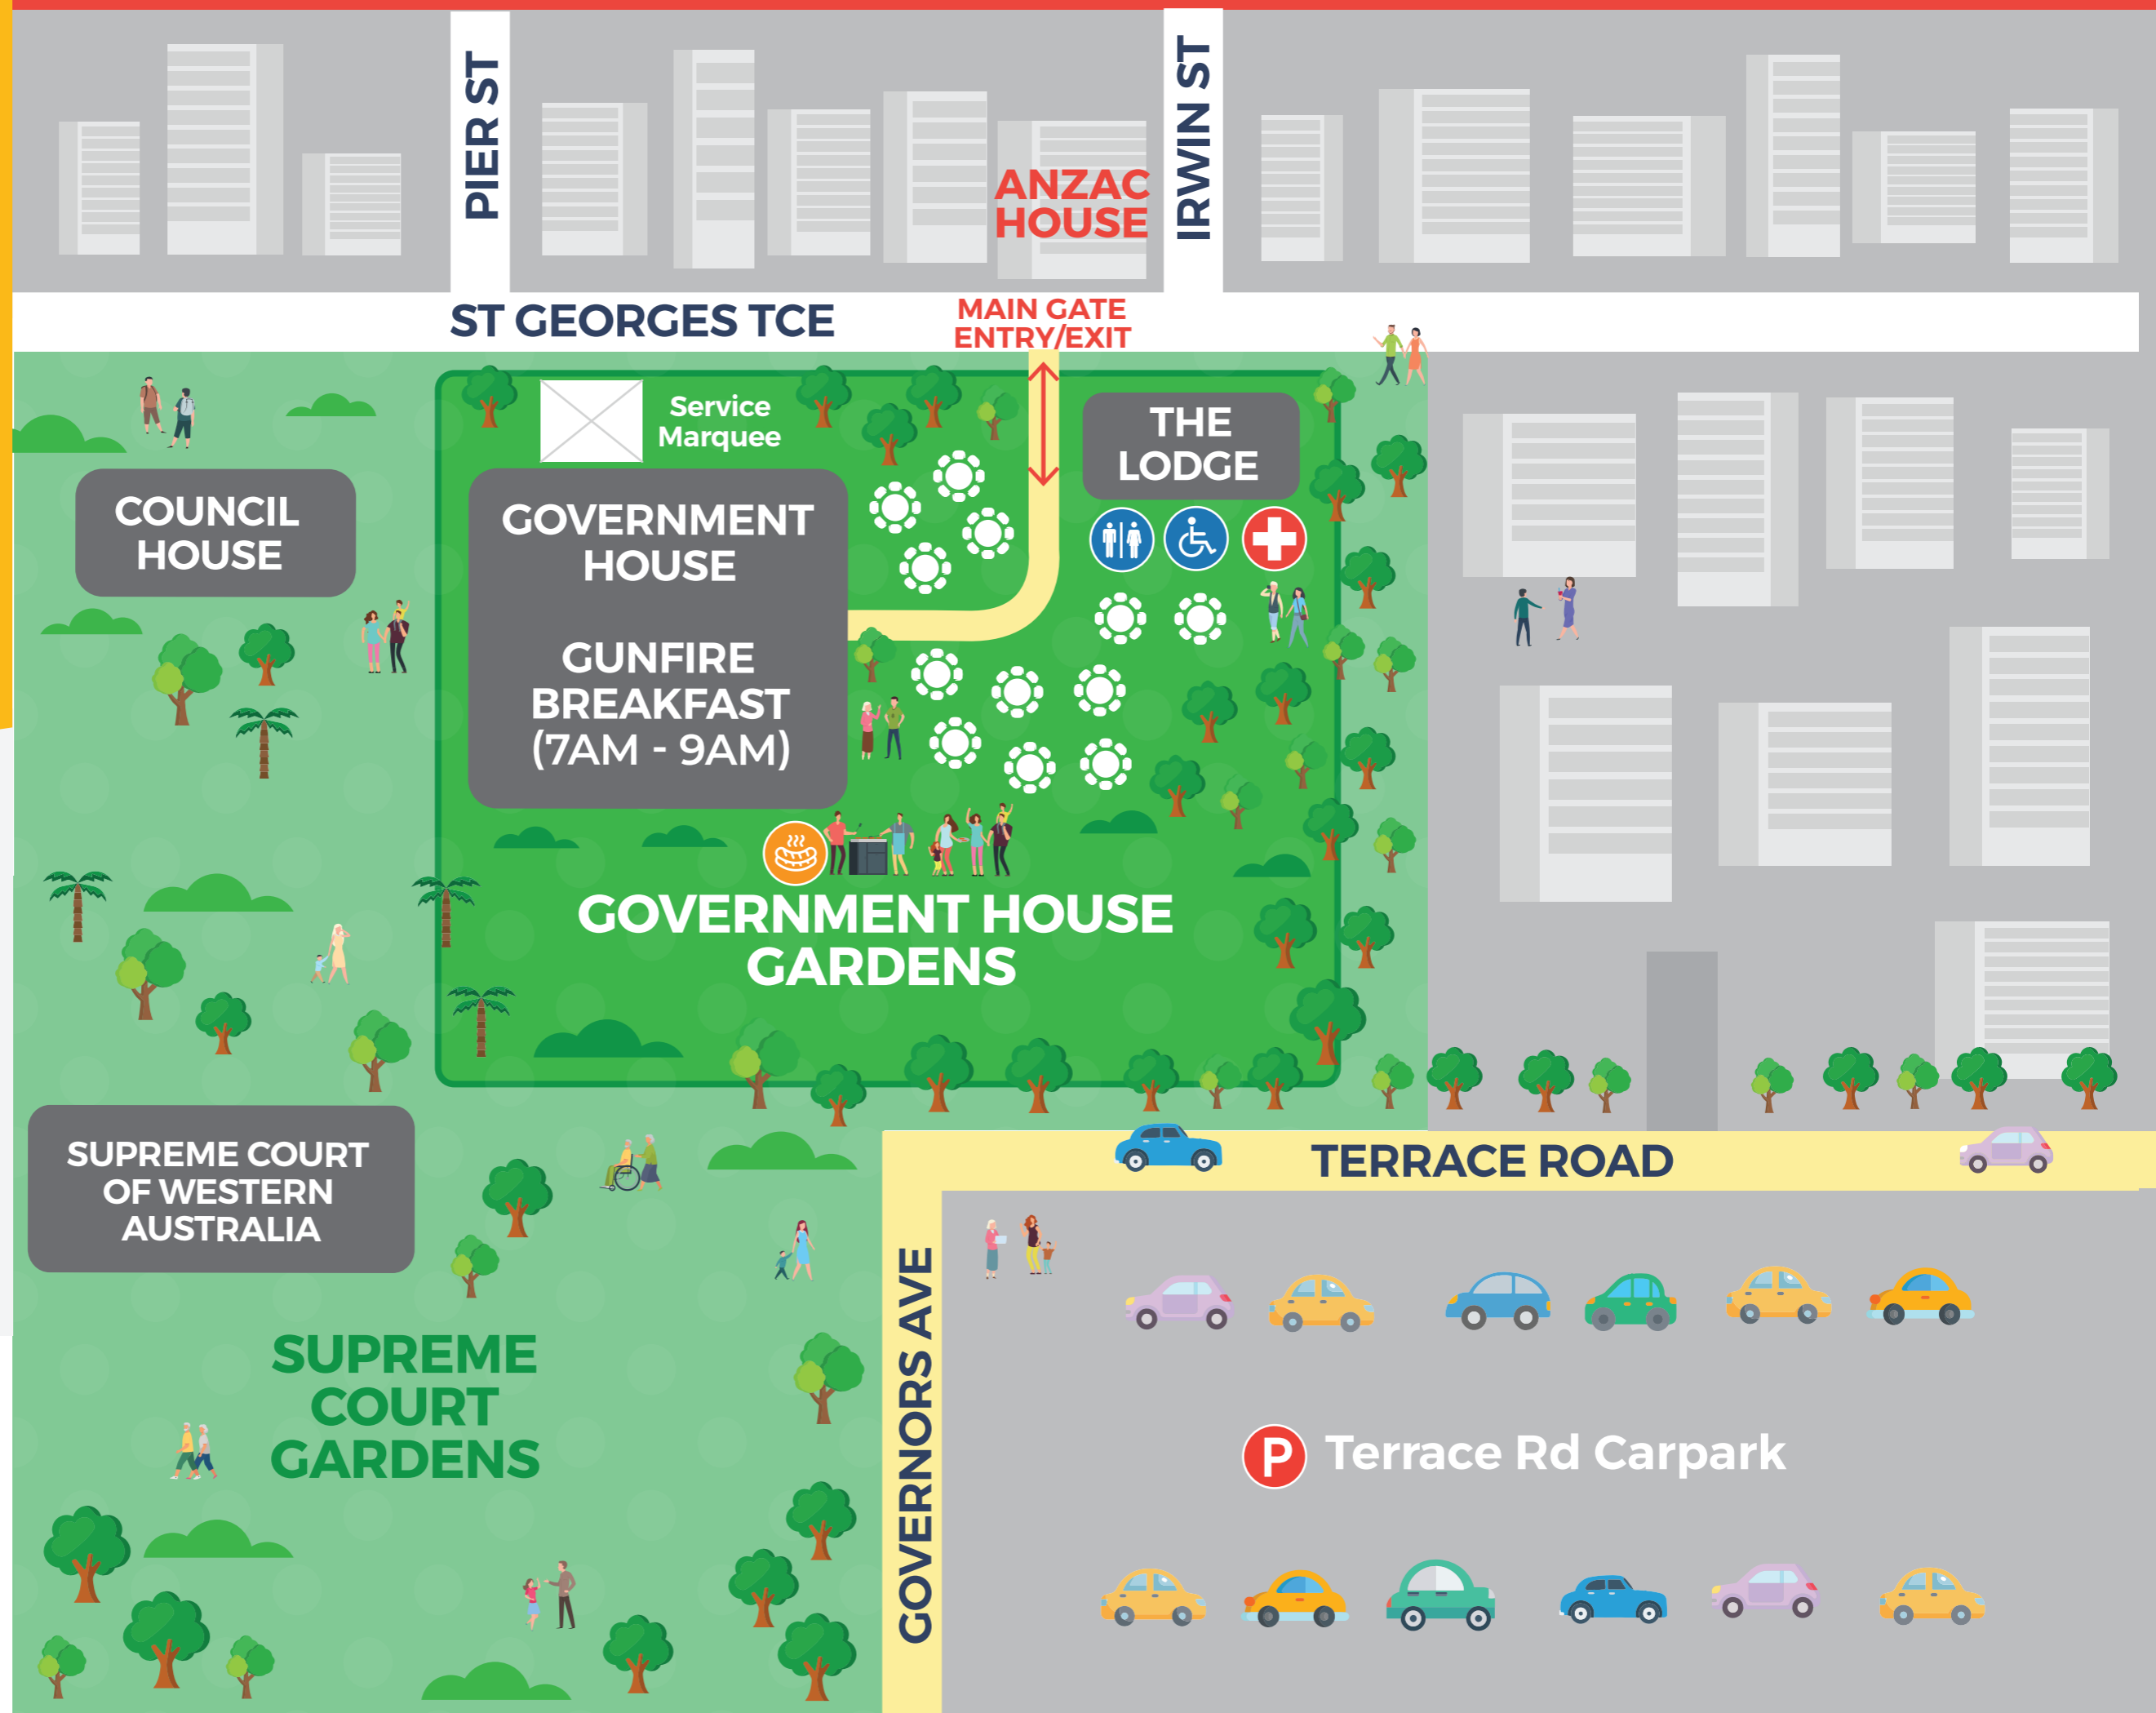 PIER ST
IRWIN ST
ANZAC
HOUSE
ST GEORGES TCE
MAIN GATE
ENTRY/EXIT
Service
Marquee
THE
LODGE
COUNCIL
HOUSE
GOVERNMENT
HOUSE
GUNFIRE
BREAKFAST
(7AM - 9AM)
GOVERNMENT HOUSE
GARDENS
SUPREME COURT
OF WESTERN
AUSTRALIA
TERRACE ROAD
GOVERNORS AVE
SUPREME
COURT
GARDENS
P Terrace Rd Carpark